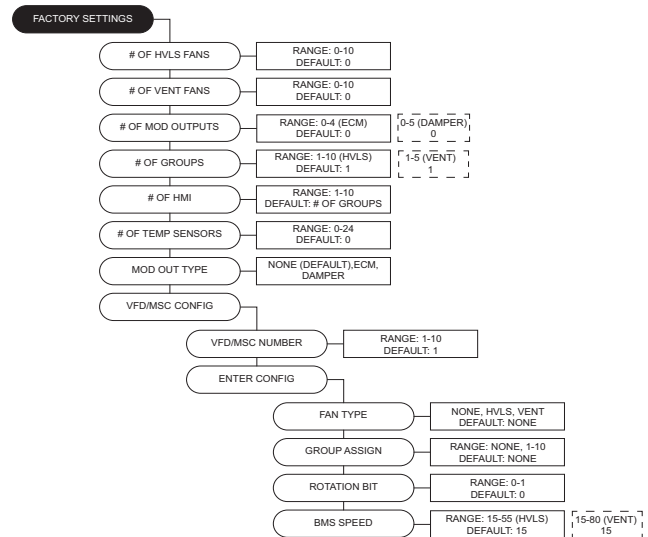 FACTORY SETTINGS
# OF HVLS FANS
RANGE: 0-10
DEFAULT: 0
# OF VENT FANS
RANGE: 0-10
DEFAULT: 0
# OF MOD OUTPUTS
RANGE: 0-4 (ECM)
DEFAULT: 0
0-5 (DAMPER)
0
# OF GROUPS
RANGE: 1-10 (HVLS)
DEFAULT: 1
1-5 (VENT)
1
# OF HMI
RANGE: 1-10
DEFAULT: # OF GROUPS
# OF TEMP SENSORS
RANGE: 0-24
DEFAULT: 0
MOD OUT TYPE
NONE (DEFAULT),ECM,
DAMPER
VFD/MSC CONFIG
VFD/MSC NUMBER
RANGE: 1-10
DEFAULT: 1
ENTER CONFIG
FAN TYPE
NONE, HVLS, VENT
DEFAULT: NONE
GROUP ASSIGN
RANGE: NONE, 1-10
DEFAULT: NONE
ROTATION BIT
RANGE: 0-1
DEFAULT: 0
BMS SPEED
RANGE: 15-55 (HVLS)
DEFAULT: 15
15-80 (VENT)
15